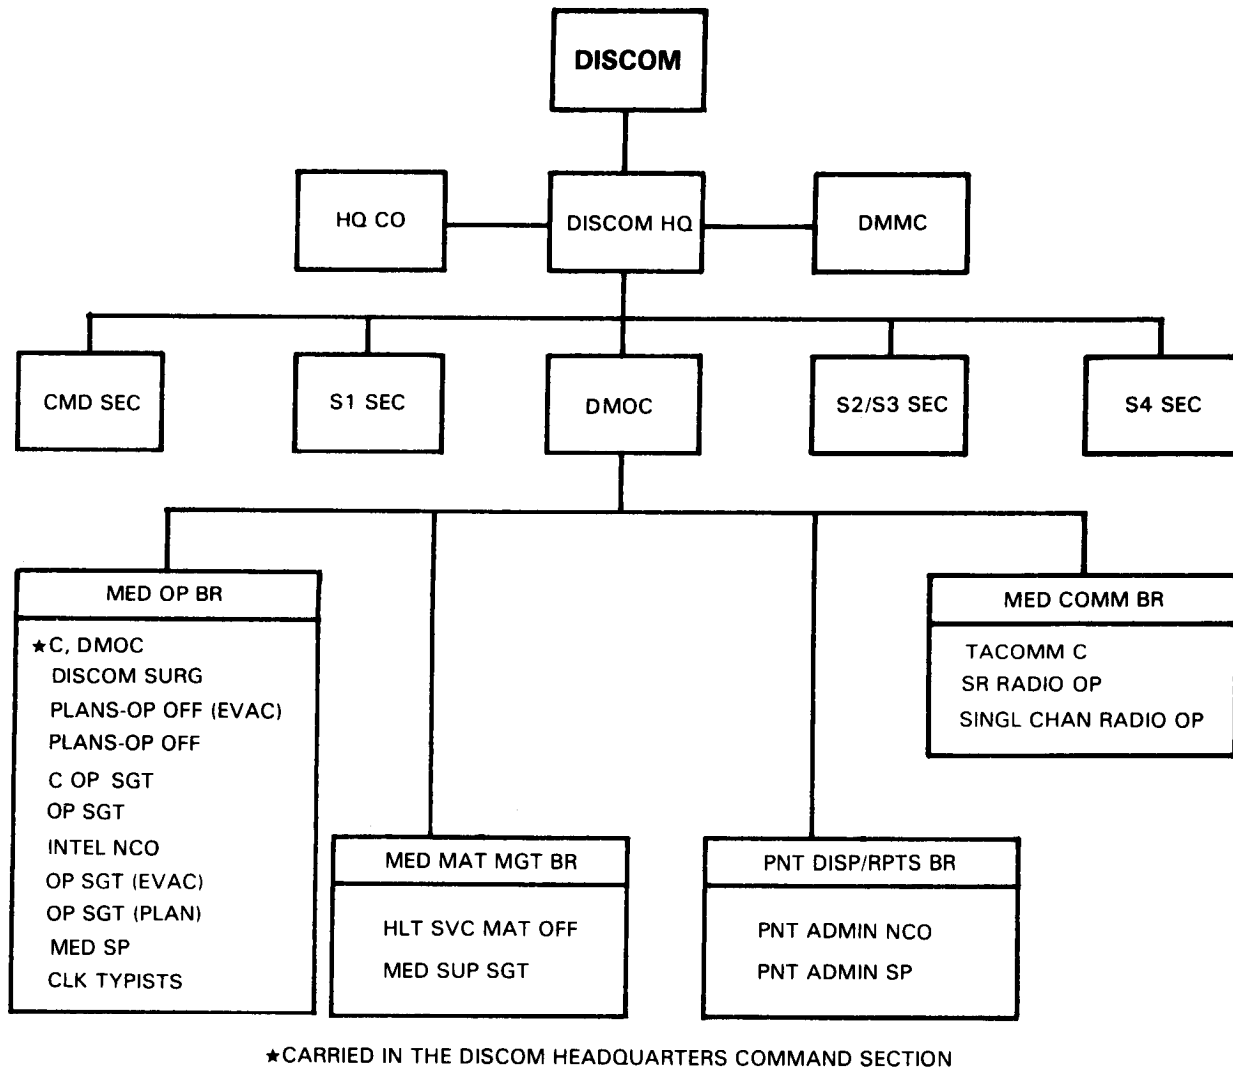 DISCOM
HQ CO
DISCOM HQ
DMMC
CMD SEC
S1 SEC
DMOC
S2/S3 SEC
S4 SEC
MED OP BR
★C, DMOC
DISCOM SURG
PLANS-OP OFF (EVAC)
PLANS-OP OFF
C OP SGT
OP SGT
INTEL NCO
OP SGT (EVAC)
OP SGT (PLAN)
MED SP
CLK TYPISTS
MED MAT MGT BR
HLT SVC MAT OFF
MED SUP SGT
PNT DISP/RPTS BR
PNT ADMIN NCO
PNT ADMIN SP
MED COMM BR
TACOMM C
SR RADIO OP
SINGL CHAN RADIO OP
★CARRIED IN THE DISCOM HEADQUARTERS COMMAND SECTION